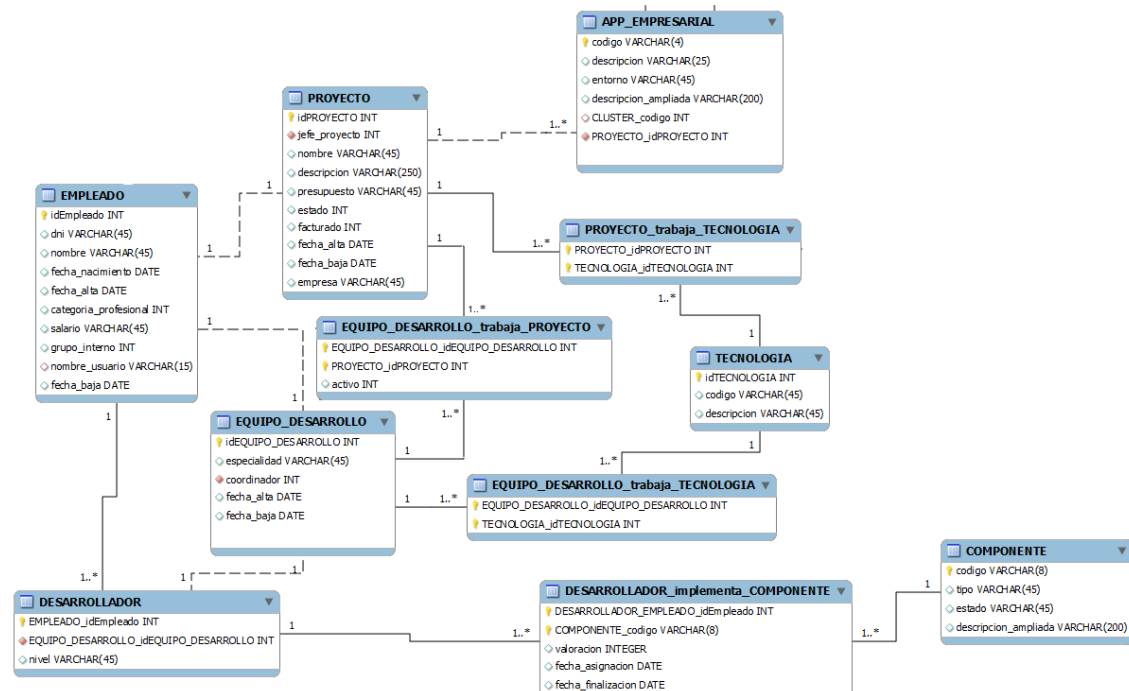 APP_EMPRESARIAL
codigo VARCHAR(4)
descripcion VARCHAR(25)
entorno VARCHAR(45)
descripcion_ampliada VARCHAR(200)
CLUSTER_codigo INT
PROYECTO_idPROYECTO INT
PROYECTO
idPROYECTO INT
jefe_proyecto INT
nombre VARCHAR(45)
descripcion VARCHAR(250)
presupuesto VARCHAR(45)
estado INT
facturado INT
fecha_alta DATE
fecha_baja DATE
empresa VARCHAR(45)
1
1..*
1
1..*
1
1..*
1
1
EMPLEADO
idEmpleado INT
dni VARCHAR(45)
nombre VARCHAR(45)
fecha_nacimiento DATE
fecha_alta DATE
categoria_profesional INT
salario VARCHAR(45)
grupo_interno INT
nombre_usuario VARCHAR(15)
fecha_baja DATE
1
1
1
1..*
PROYECTO_trabaja_TECNOLOGIA
PROYECTO_idPROYECTO INT
TECNOLOGIA_idTECNOLOGIA INT
1..*
1
EQUIPO_DESARROLLO_trabaja_PROYECTO
EQUIPO_DESARROLLO_idEQUIPO_DESARROLLO INT
PROYECTO_idPROYECTO INT
activo INT
1..*
1
TECNOLOGIA
idTECNOLOGIA INT
codigo VARCHAR(45)
descripcion VARCHAR(45)
1
1..*
EQUIPO_DESARROLLO
idEQUIPO_DESARROLLO INT
especialidad VARCHAR(45)
coordinador INT
fecha_alta DATE
fecha_baja DATE
1
1..*
1
1
EQUIPO_DESARROLLO_trabaja_TECNOLOGIA
EQUIPO_DESARROLLO_idEQUIPO_DESARROLLO INT
TECNOLOGIA_idTECNOLOGIA INT
DESARROLLADOR
EMPLEADO_idEmpleado INT
EQUIPO_DESARROLLO_idEQUIPO_DESARROLLO INT
nivel VARCHAR(45)
1
1..*
DESARROLLADOR_implementa_COMPONENTE
DESARROLLADOR_EMPLEADO_idEmpleado INT
COMPONENTE_codigo VARCHAR(8)
valoracion INTEGER
fecha_asignacion DATE
fecha_finalizacion DATE
1..*
1
COMPONENTE
codigo VARCHAR(8)
tipo VARCHAR(45)
estado VARCHAR(45)
descripcion_ampliada VARCHAR(200)